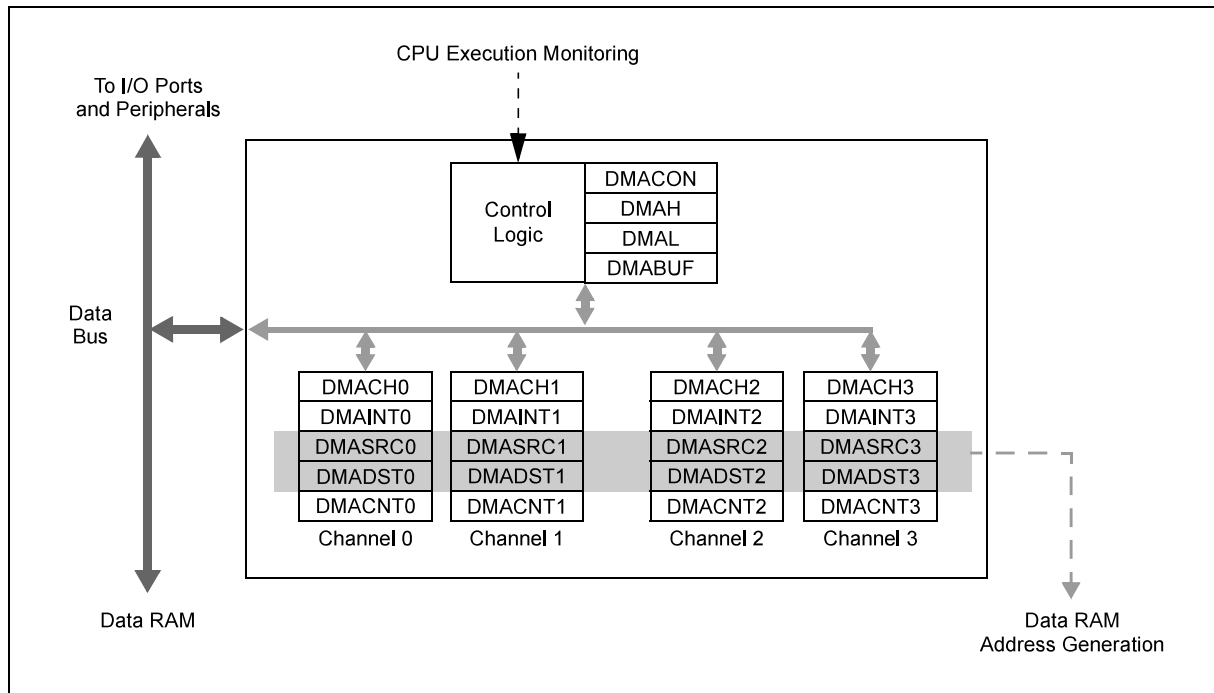 CPU Execution Monitoring
To I/O Ports
and Peripherals
Control
Logic
DMACON
DMAH
DMAL
DMABUF
Data
Bus
DMACH0
DMAINT0
DMASRC0
DMADST0
DMACNT0
Channel 0
DMACH1
DMAINT1
DMASRC1
DMADST1
DMACNT1
Channel 1
DMACH2
DMAINT2
DMASRC2
DMADST2
DMACNT2
Channel 2
DMACH3
DMAINT3
DMASRC3
DMADST3
DMACNT3
Channel 3
Data RAM
Data RAM
Address Generation